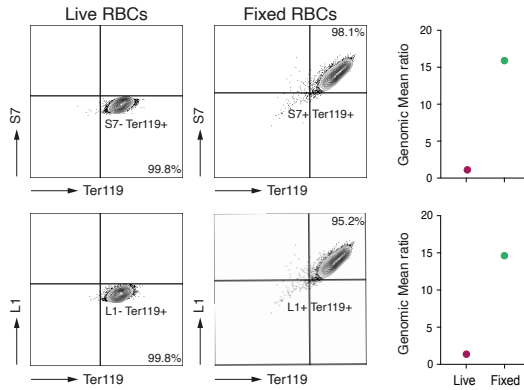 Live RBCs
Fixed RBCs
S7
S7- Ter119+
99.8%
Ter119
98.1%
S7
S7+ Ter119+
Ter119
Genomic Mean ratio
20
15
10
5
0
L1
L1- Ter119+
99.8%
Ter119
95.2%
L1
L1+ Ter119+
Ter119
Genomic Mean ratio
20
15
10
5
0
Live
Fixed